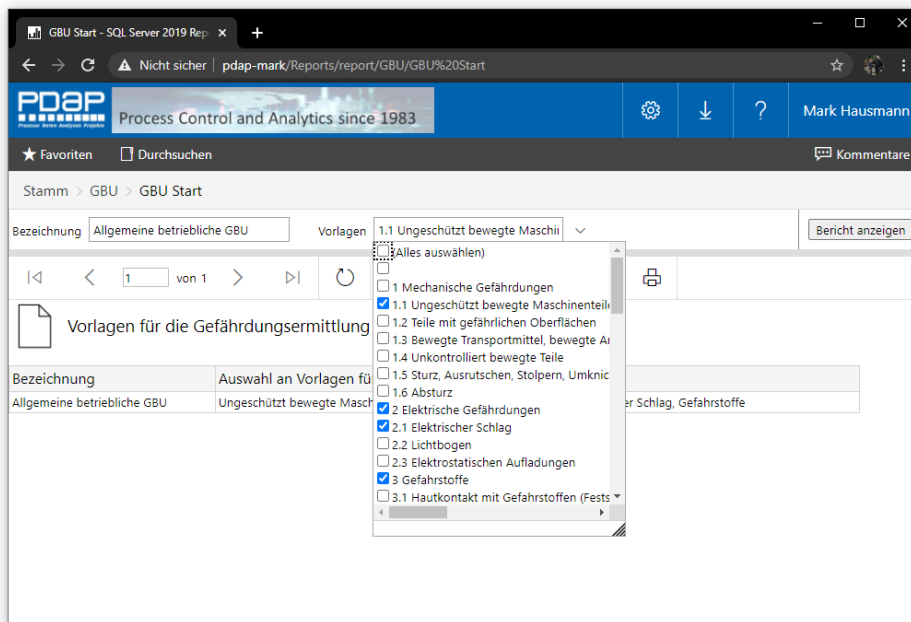 GBU Start - SQL Server 2019 Rep
Nicht sicher | pdap-mark/Reports/report/GBU/GBU%20Start
PDAP
Prozess Daten Analysen Projekte
Process Control and Analytics since 1983
? Mark Hausmann
Favoriten Durchsuchen Kommentare
Stamm > GBU > GBU Start
Bezeichnung Allgemeine betriebliche GBU Vorlagen 1.1 Ungeschützt bewegte Maschi Bericht anzeigen
1 von 1
(Alles auswählen)
1 Mechanische Gefährdungen
1.1 Ungeschützt bewegte Maschinenteil
1.2 Teile mit gefährlichen Oberflächen
1.3 Bewegte Transportmittel, bewegte A
1.4 Unkontrolliert bewegte Teile
1.5 Sturz, Ausrutschen, Stolpern, Umknic
1.6 Absturz
2 Elektrische Gefährdungen
2.1 Elektrischer Schlag
2.2 Lichtbogen
2.3 Elektrostatischen Aufladungen
3 Gefahrstoffe
3.1 Hautkontakt mit Gefahrstoffen (Fests
Vorlagen für die Gefährdungsermittlung
Bezeichnung Auswahl an Vorlagen fü
Allgemeine betriebliche GBU Ungeschützt bewegte Masch er Schlag, Gefahrstoffe